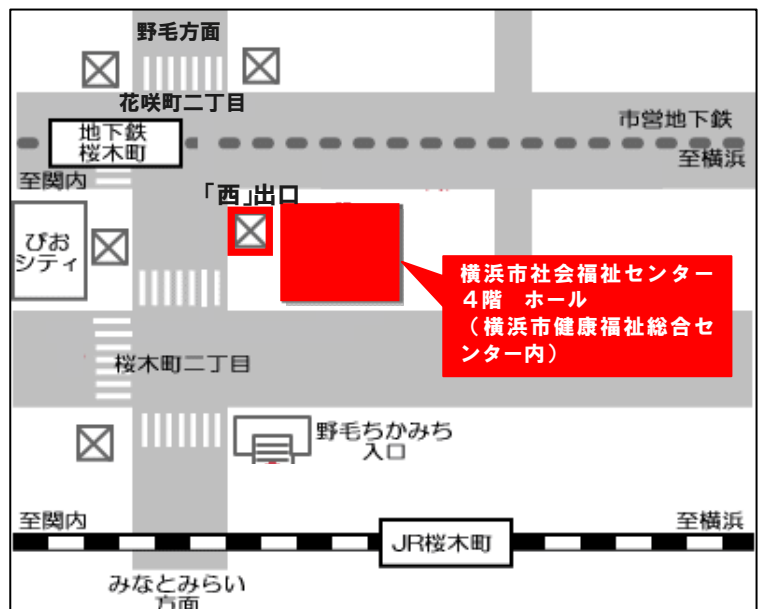 野毛方面
花咲町二丁目
市営地下鉄
地下鉄
桜木町
至横浜
至関内
「西」出口
ぴお
シティ
横浜市社会福祉センター
４階　ホール
（横浜市健康福祉総合セ
ンター内）
桜木町二丁目
野毛ちかみち
入口
至関内
至横浜
JR桜木町
みなとみらい
方面